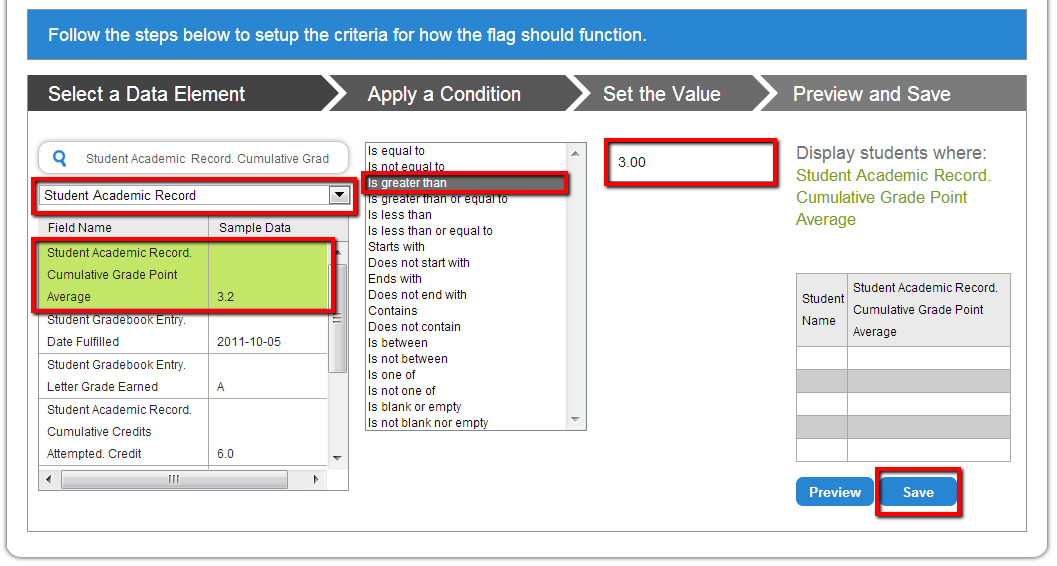 Follow the steps below to setup the criteria for how the flag should function.
Select a Data Element
Apply a Condition
Set the Value
Preview and Save
Student Academic Record. Cumulative Grad
Student Academic Record
Field Name
Sample Data
Student Academic Record.
Cumulative Grade Point
Average
3.2
Student Gradebook Entry.
Date Fulfilled
2011-10-05
Student Gradebook Entry.
Letter Grade Earned
A
Student Academic Record.
Cumulative Credits
Attempted. Credit
6.0
Is equal to
Is not equal to
Is greater than
Is greater than or equal to
Is less than
Is less than or equal to
Starts with
Does not start with
Ends with
Does not end with
Contains
Does not contain
Is between
Is not between
Is one of
Is not one of
Is blank or empty
Is not blank nor empty
3.00
Display students where:
Student Academic Record.
Cumulative Grade Point
Average
Student
Name
Student Academic Record.
Cumulative Grade Point
Average
Preview
Save